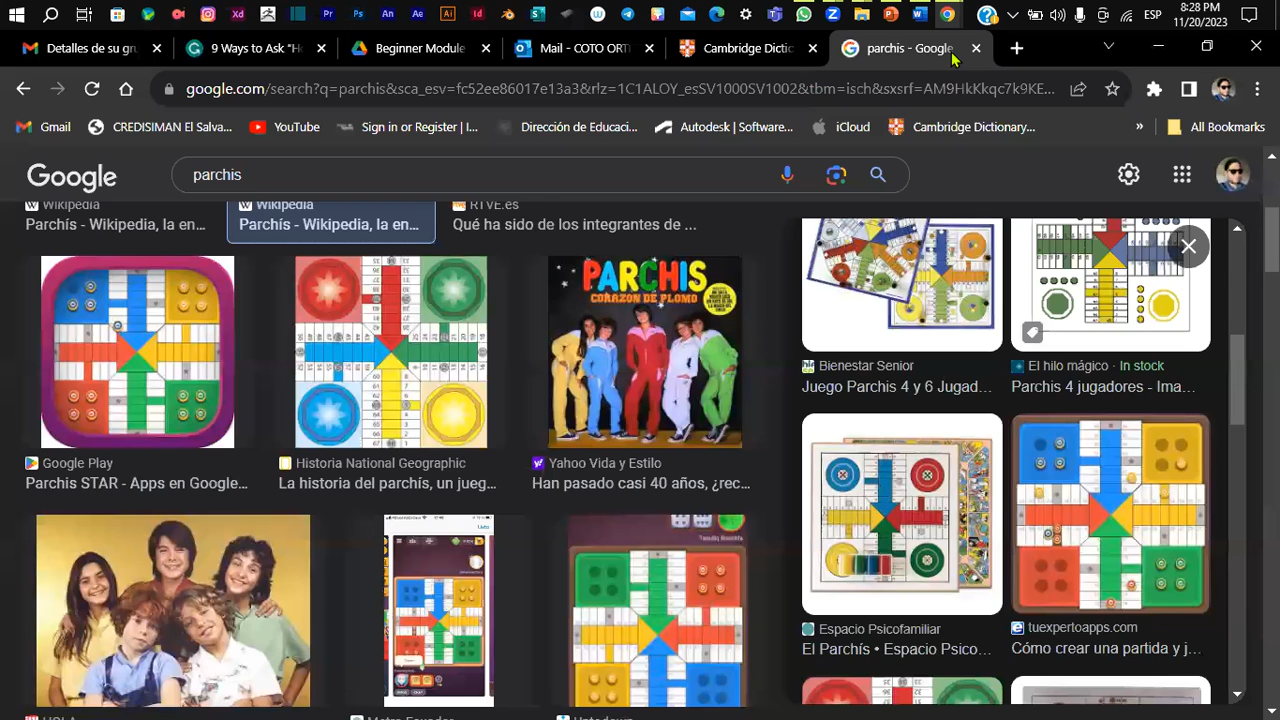 8:28 PM
ESP
11/20/2023
Detalles de su gru
9 Ways to Ask "Ho
Beginner Module
Mail - COTO ORTI
Cambridge Dictic
parchis - Google
google.com/search?q=parchis&sca_esv=fc52ee86017e13a3&rlz=1C1ALOY_esSV1000SV1002&tbm=isch&sxsrf=AM9HkKkqc7k9KE...
Gmail
CREDISIMAN El Salva...
YouTube
Sign in or Register | I...
Dirección de Educaci...
Autodesk | Software...
iCloud
Cambridge Dictionary...
»
All Bookmarks
Google
parchis
Wikipedia
Parchís - Wikipedia, la en...
Wikipedia
Parchís - Wikipedia, la en...
RTVE.es
Qué ha sido de los integrantes de ...
PARCHIS
CORAZON DE PLOMO
Google Play
Parchis STAR - Apps en Google...
Historia National Geographic
La historia del parchís, un jueg...
Yahoo Vida y Estilo
Han pasado casi 40 años, ¿rec...
Bienestar Senior
Juego Parchis 4 y 6 Jugad...
El hilo mágico · In stock
Parchis 4 jugadores - Ima...
Espacio Psicofamiliar
El Parchís • Espacio Psico...
tuexpertoapps.com
Cómo crear una partida y j...